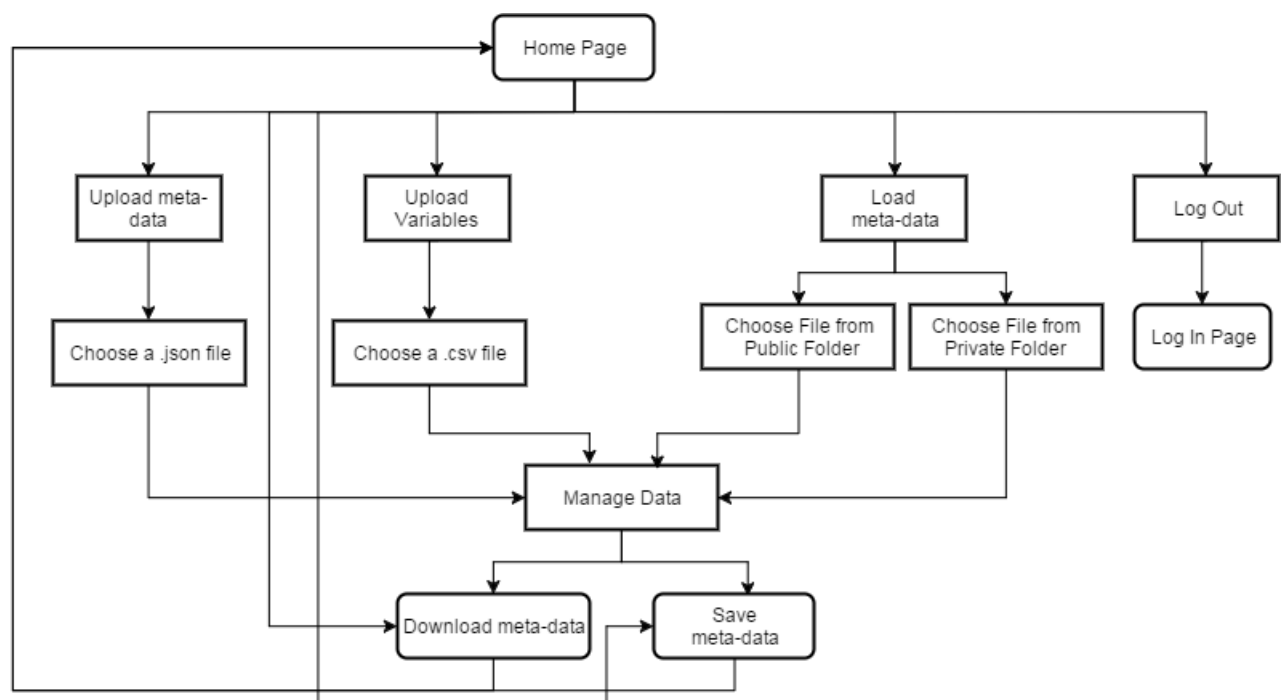 Home Page
Upload meta-
data
Upload
Variables
Load
meta-data
Log Out
Choose a .json file
Choose a .csv file
Choose File from
Public Folder
Choose File from
Private Folder
Log In Page
Manage Data
Download meta-data
Save
meta-data